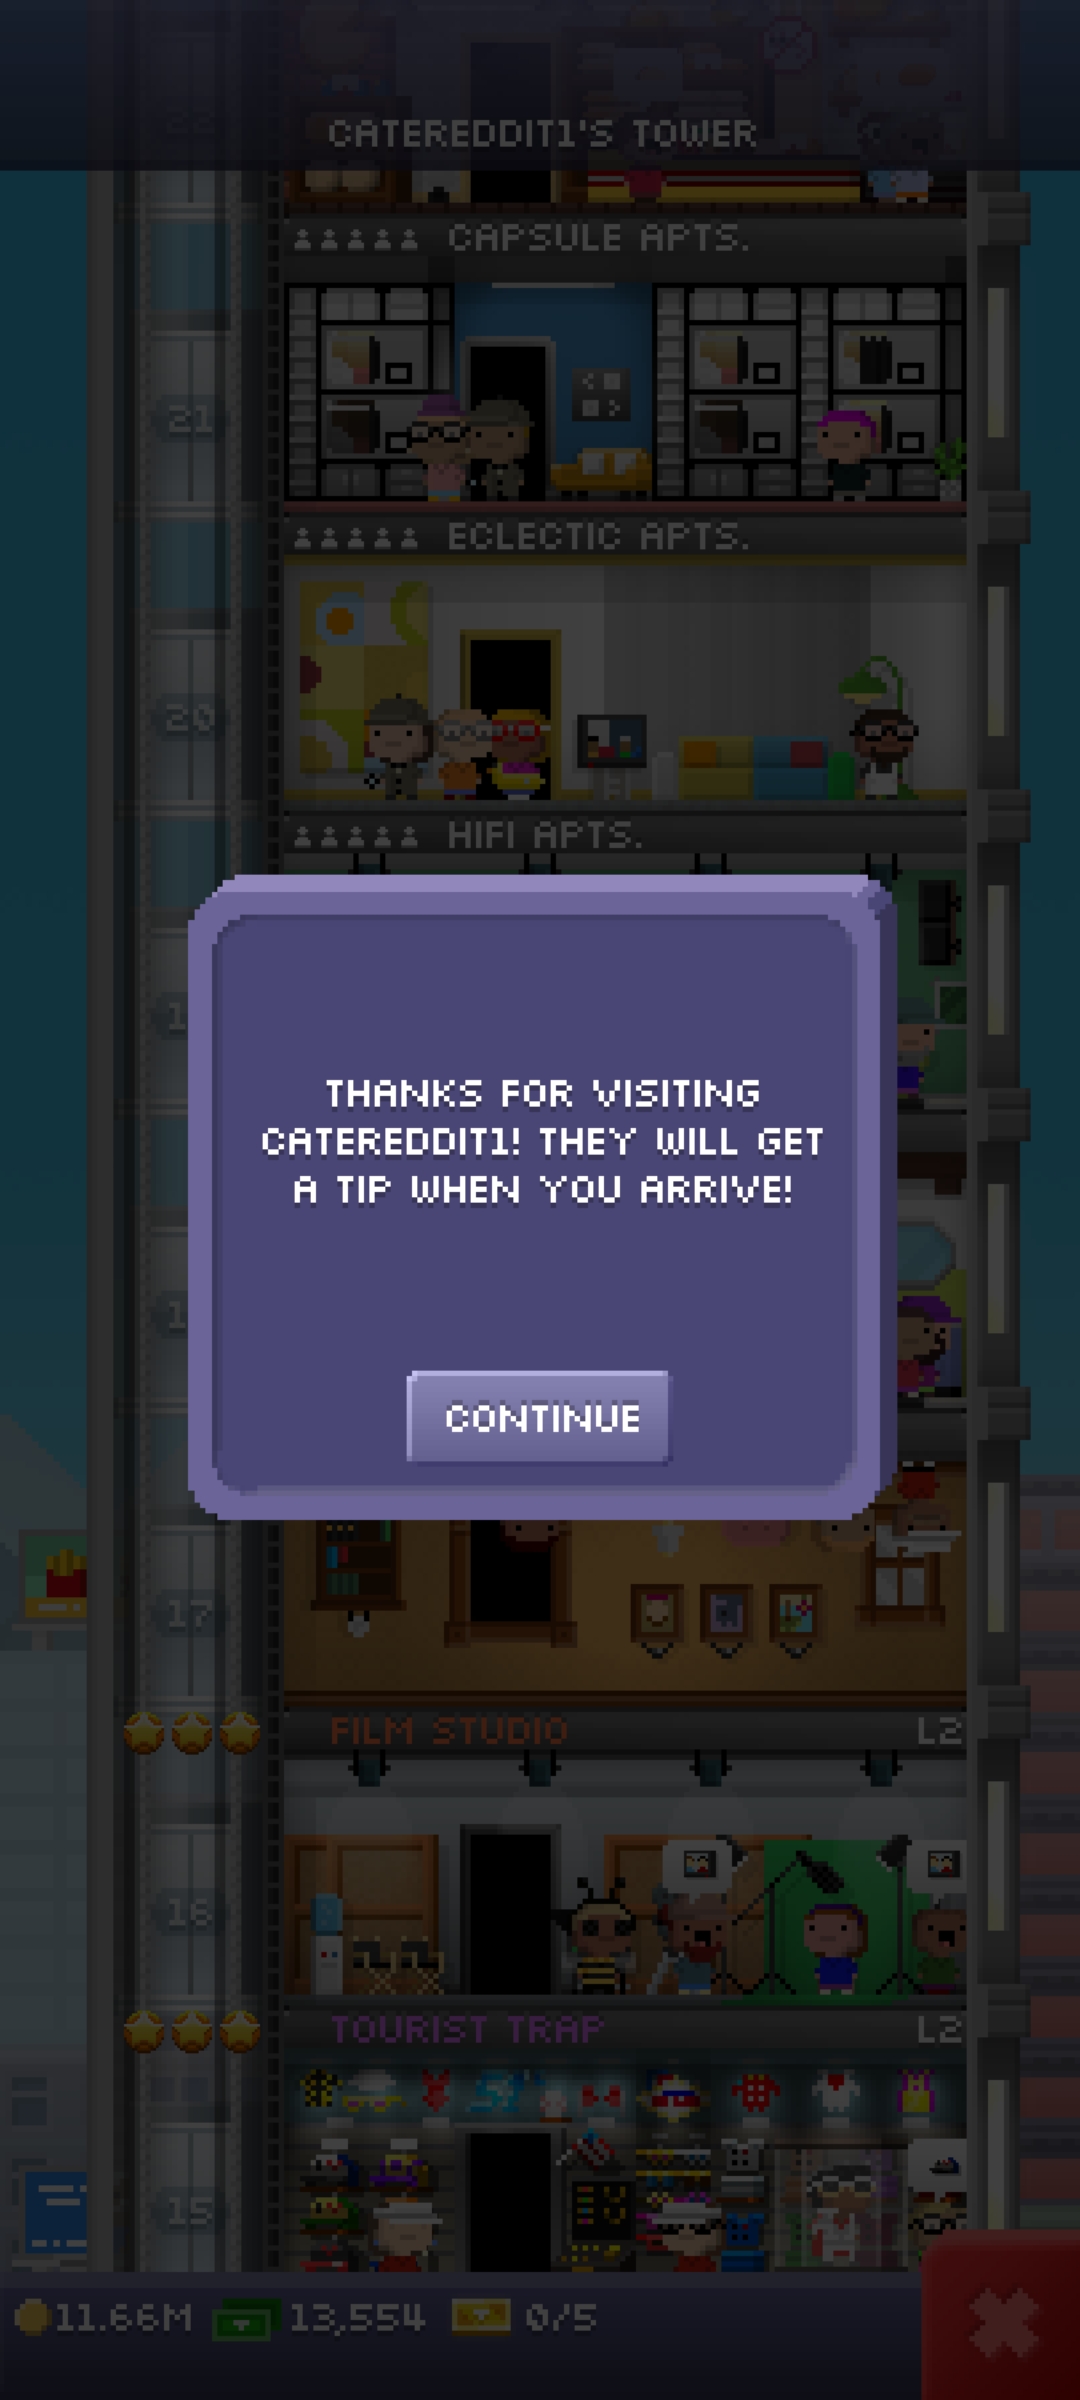 22
CATEREDDIT1'S TOWER
CAPSULE APTS.
21
ECLECTIC APTS.
20
HIFI APTS.
THANKS FOR VISITING
CATEREDDIT1! THEY WILL GET
A TIP WHEN YOU ARRIVE!
CONTINUE
17
FILM STUDIO L2
16
TOURIST TRAP L2
15
11.66M 13,554 0/5